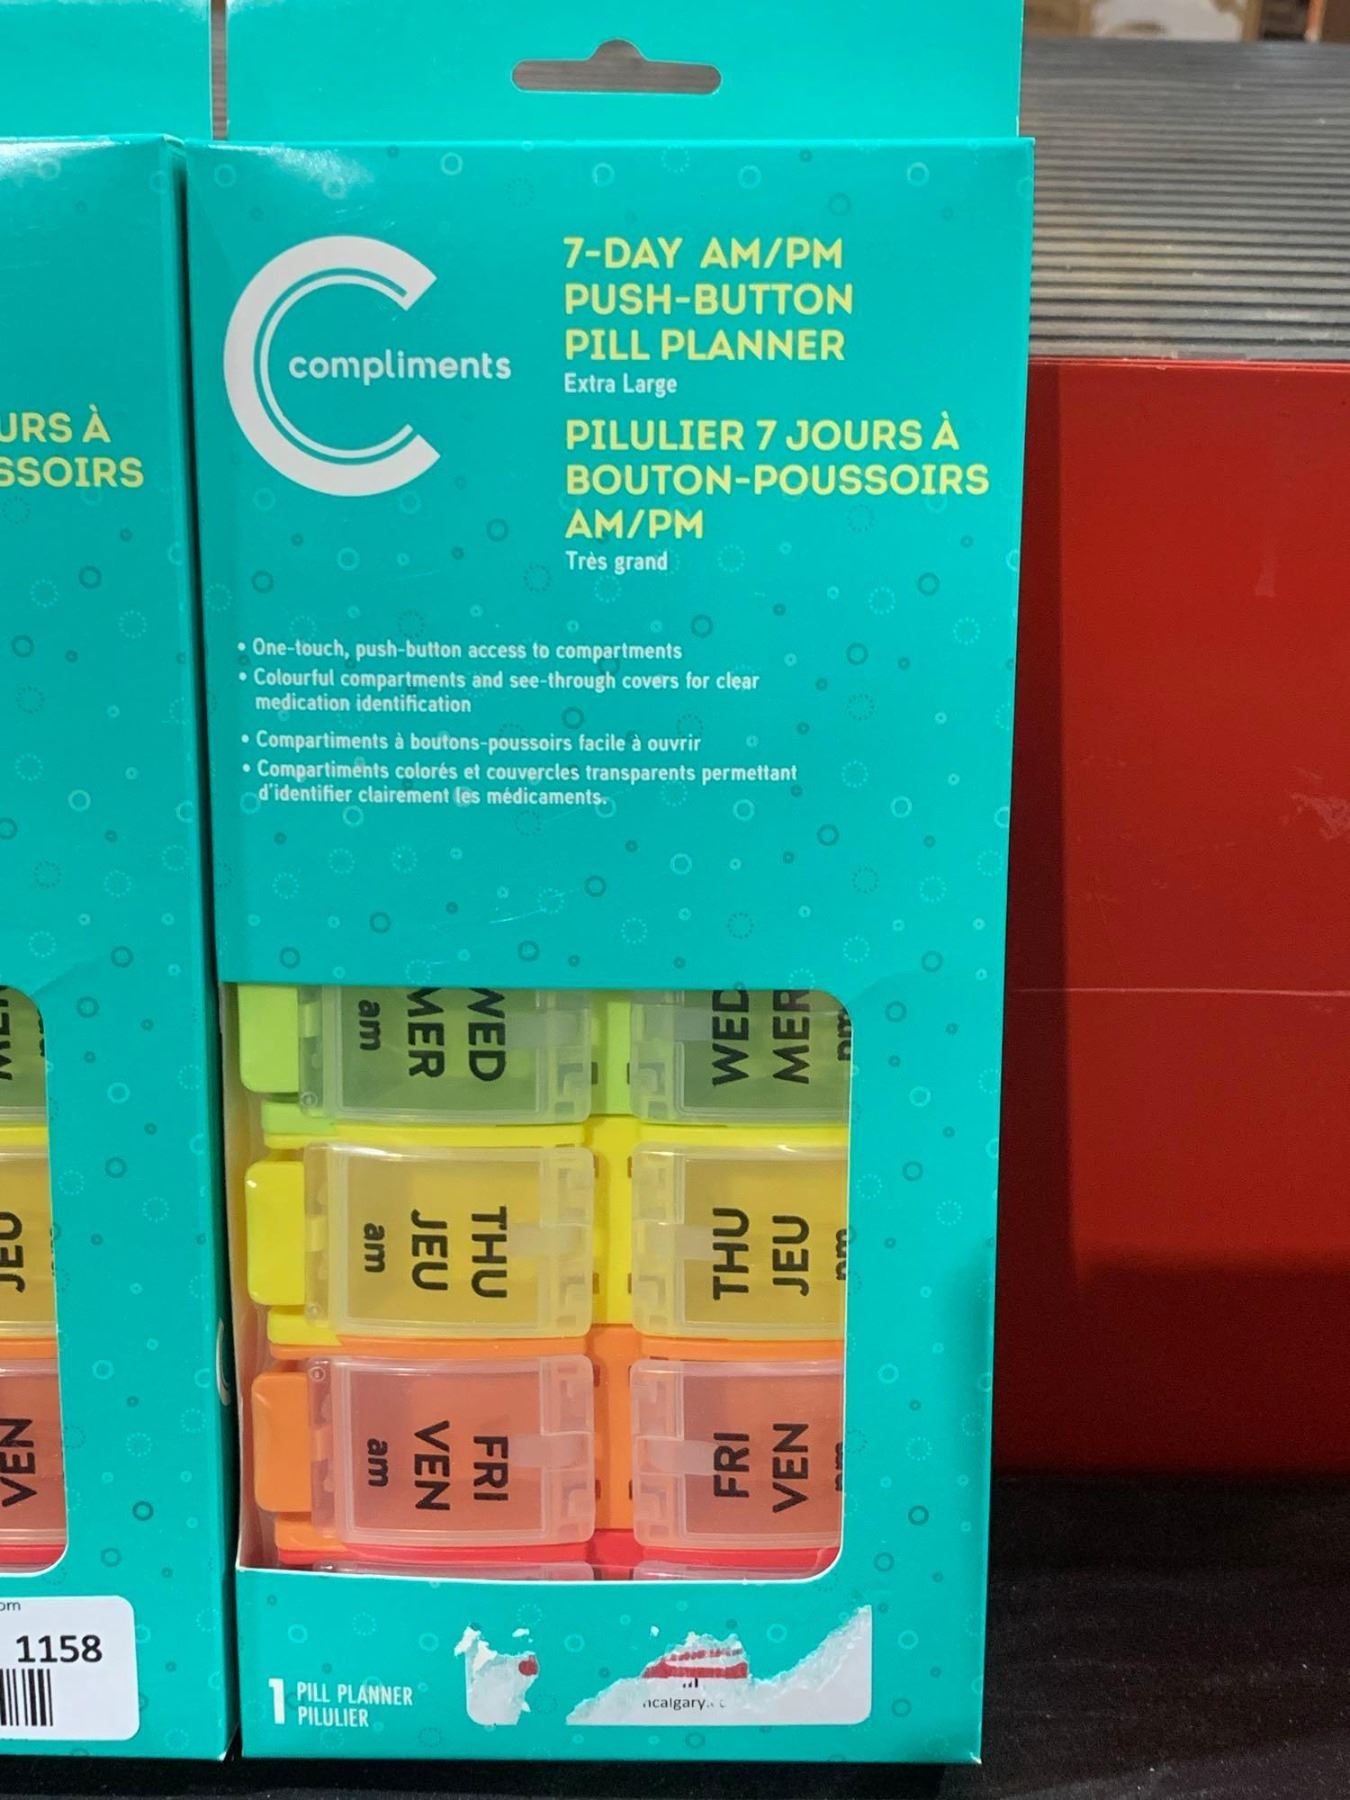 compliments
7-DAY AM/PM
PUSH-BUTTON
PILL PLANNER
Extra Large
PILULIER 7 JOURS À
BOUTON-POUSSOIRS
AM/PM
Très grand
• One-touch, push-button access to compartments
• Colourful compartments and see-through covers for clear
medication identification
• Compartiments à boutons-poussoirs facile à ouvrir
• Compartiments colorés et couvercles transparents permettant
d'identifier clairement les médicaments.
WED
MER
am
WED
MER
pm
THU
JEU
am
THU
JEU
pm
FRI
VEN
am
FRI
VEN
1 PILL PLANNER
PILULIER
À
SSOIRS
JEU
VEN
1158